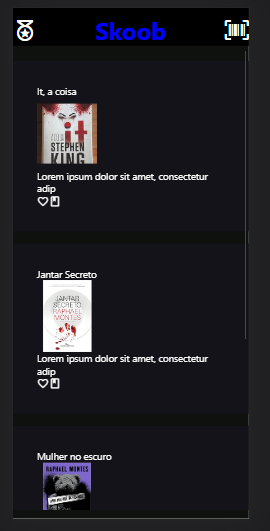 Skoob
It, a coisa
it
STEPHEN
KING
Lorem ipsum dolor sit amet, consectetur
adip
Jantar Secreto
JANTAR
SECRETO
RAPHAEL
MONTES
Lorem ipsum dolor sit amet, consectetur
adip
Mulher no escuro
RAPHAEL MONTES